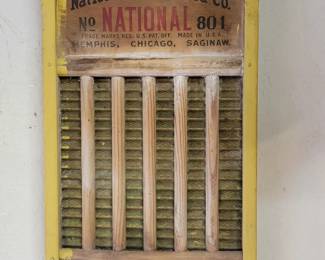 National Co.
No NATIONAL 801
TRADE MARKS REG. U.S. PAT. OFF. MADE IN U.S.A.
MEMPHIS, CHICAGO, SAGINAW.